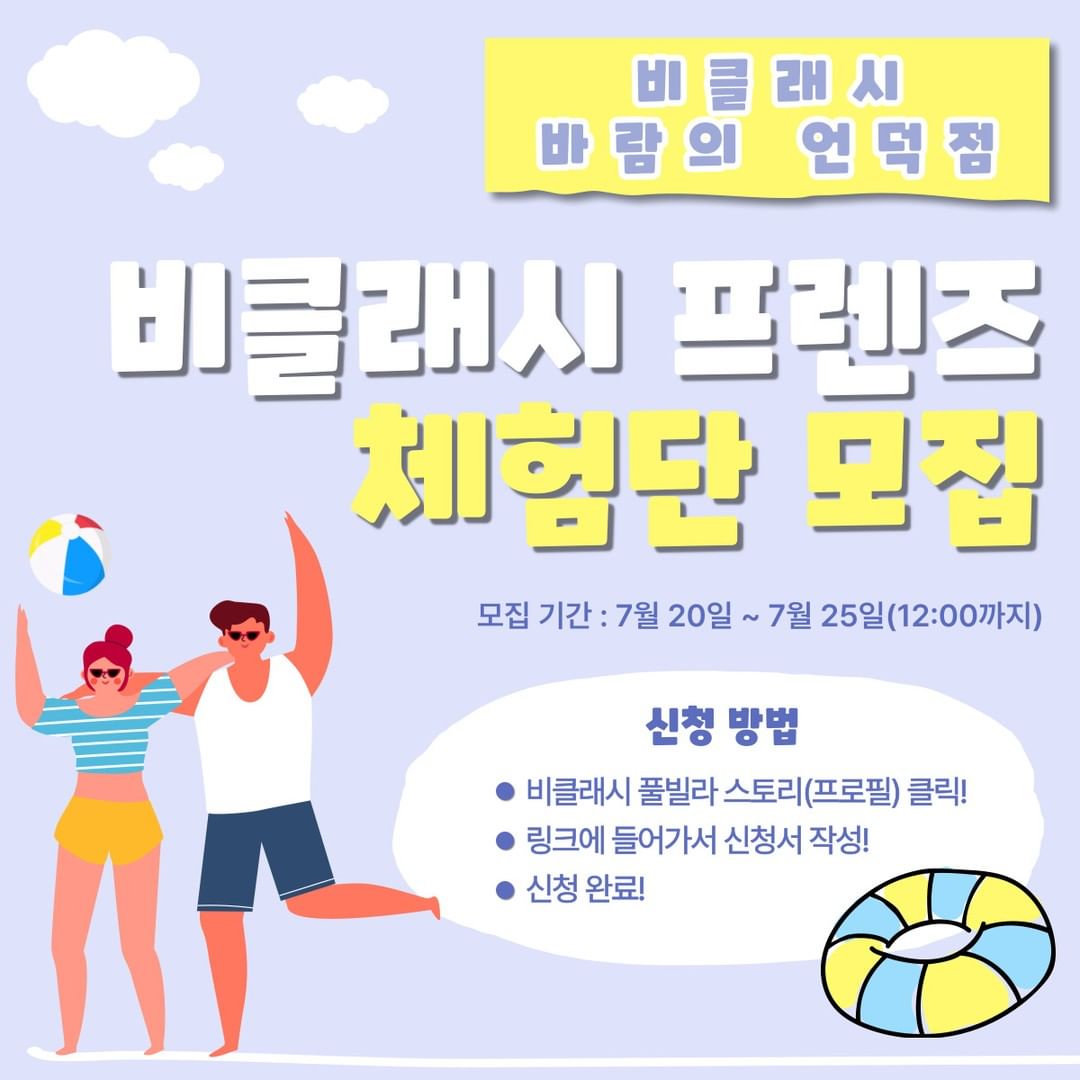 비클래시
바람의 언덕점
비클래시 프렌즈
체험단 모집
모집 기간 : 7월 20일 ~ 7월 25일(12:00까지)
신청 방법
● 비클래시 풀빌라 스토리(프로필) 클릭!
● 링크에 들어가서 신청서 작성!
● 신청 완료!